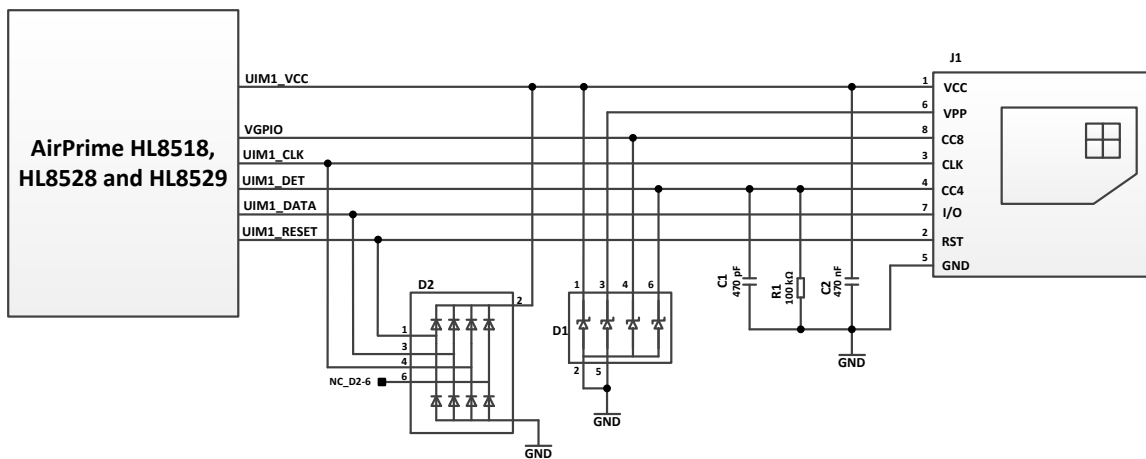 AirPrime HL8518,
HL8528 and HL8529
UIM1_VCC
VGPIO
UIM1_CLK
UIM1_DET
UIM1_DATA
UIM1_RESET
J1
1 VCC
6 VPP
8 CC8
3 CLK
4 CC4
7 I/O
2 RST
5 GND
D2
2
1
3
4
6
NC_D2-6
GND
1 3 4 6
D1
2 5
GND
C1
470 pF
R1
100 kΩ
C2
470 nF
GND